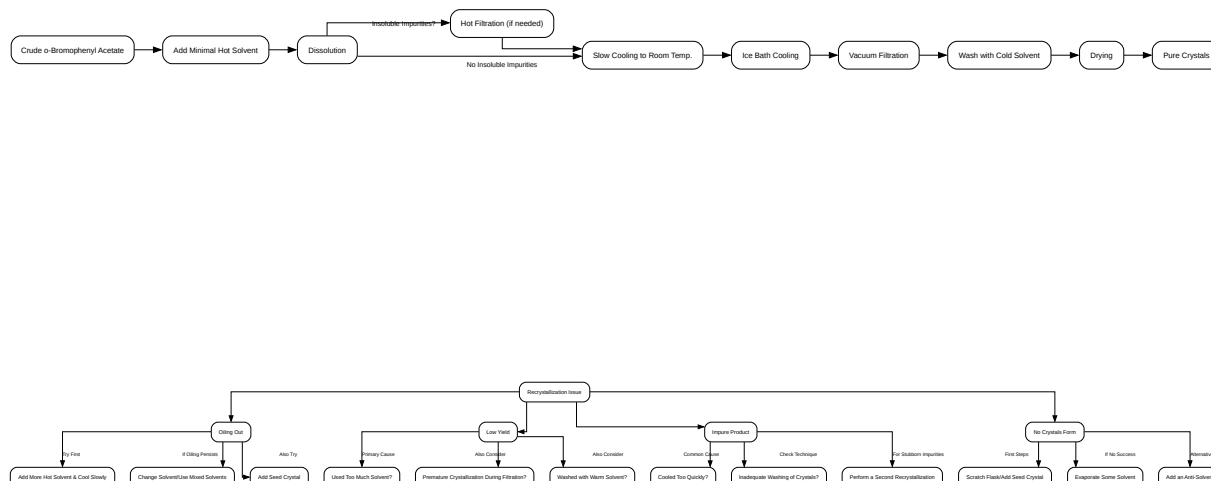 Insoluble Impurities?
Hot Filtration (if needed)
Crude o-Bromophenyl Acetate
Add Minimal Hot Solvent
Dissolution
No Insoluble Impurities
Slow Cooling to Room Temp.
Ice Bath Cooling
Vacuum Filtration
Wash with Cold Solvent
Drying
Pure Crystals
Recrystallization Issue
Oiling Out
Low Yield
Impure Product
No Crystals Form
Try First
If Oiling Persists
Also Try
Primary Cause
Also Consider
Also Consider
Common Cause
Check Technique
For Stubborn Impurities
First Steps
If No Success
Alternative
Add More Hot Solvent & Cool Slowly
Change Solvent/Use Mixed Solvents
Add Seed Crystal
Used Too Much Solvent?
Premature Crystallization During Filtration?
Washed with Warm Solvent?
Cooled Too Quickly?
Inadequate Washing of Crystals?
Perform a Second Recrystallization
Scratch Flask/Add Seed Crystal
Evaporate Some Solvent
Add an Anti-Solvent